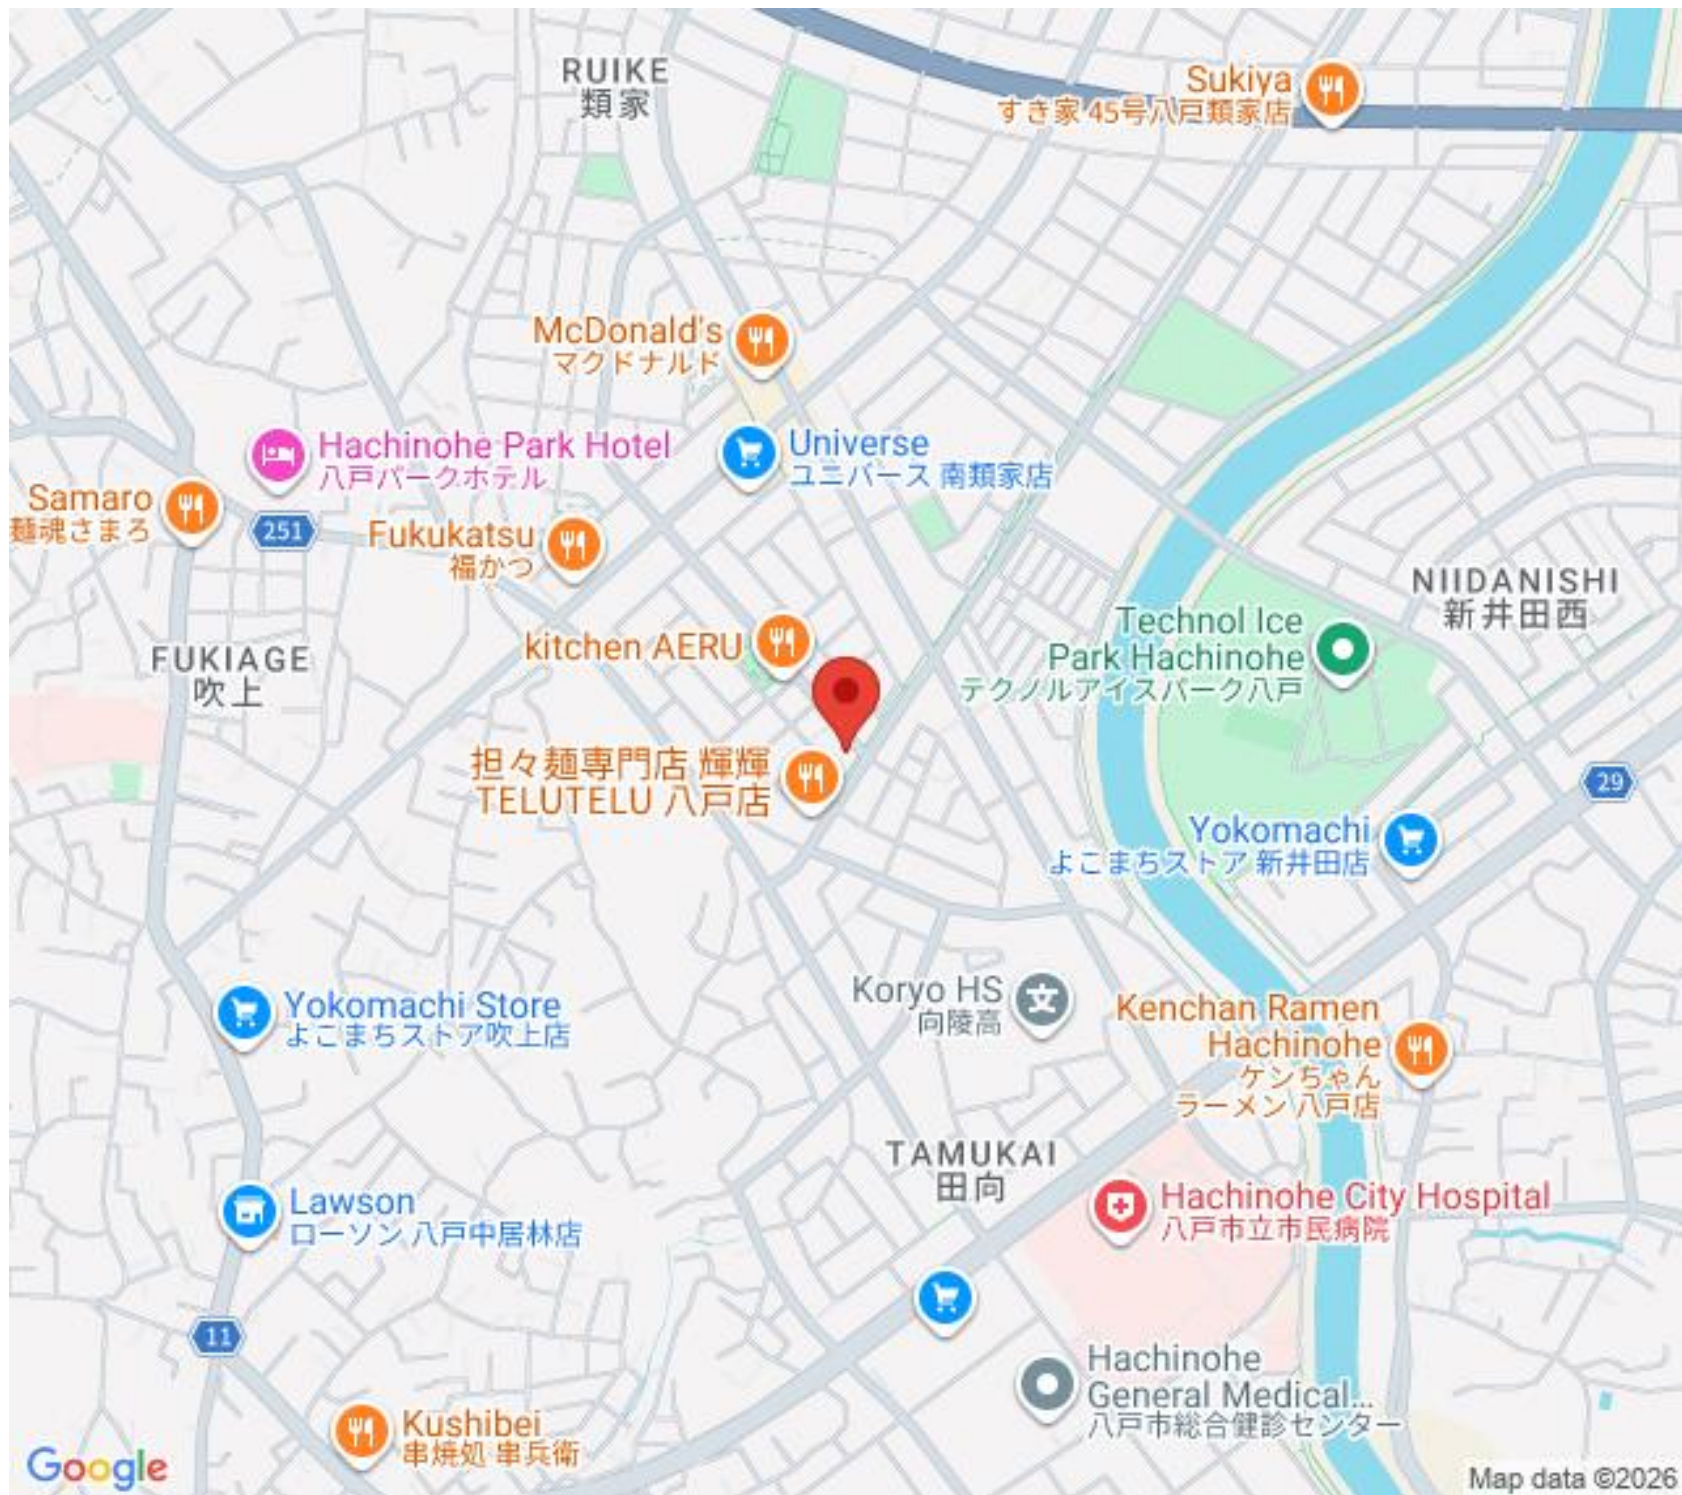 RUIKE
類家
Sukiya
すき家 45号八戸類家店
McDonald's
マクドナルド
Hachinohe Park Hotel
八戸パークホテル
Universe
ユニバース 南類家店
Samaro
麺魂さまろ
251
Fukukatsu
福かつ
NIIDANISHI
新井田西
Technol Ice
Park Hachinohe
テクノルアイスパーク八戸
kitchen AERU
FUKIAGE
吹上
担々麺専門店 輝輝
TELUTELU 八戸店
29
Yokomachi
よこまちストア 新井田店
Koryo HS
向陵高
文
Yokomachi Store
よこまちストア吹上店
Kenchan Ramen
Hachinohe
ケンちゃん
ラーメン 八戸店
TAMUKAI
田向
Hachinohe City Hospital
八戸市立市民病院
Lawson
ローソン 八戸中居林店
11
Hachinohe
General Medical...
八戸市総合健診センター
Kushibei
串焼処 串兵衛
Google
Map data ©2026